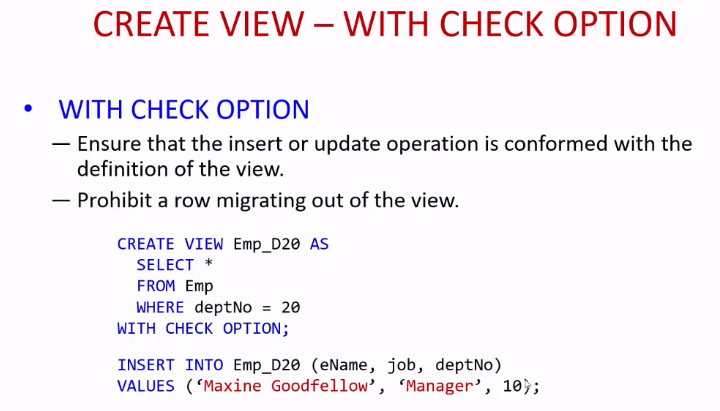 CREATE VIEW – WITH CHECK OPTION
• WITH CHECK OPTION
— Ensure that the insert or update operation is conformed with the
definition of the view.
— Prohibit a row migrating out of the view.
CREATE VIEW Emp_D20 AS
SELECT *
FROM Emp
WHERE deptNo = 20
WITH CHECK OPTION;
INSERT INTO Emp_D20 (eName, job, deptNo)
VALUES (‘Maxine Goodfellow’, ‘Manager’, 10);